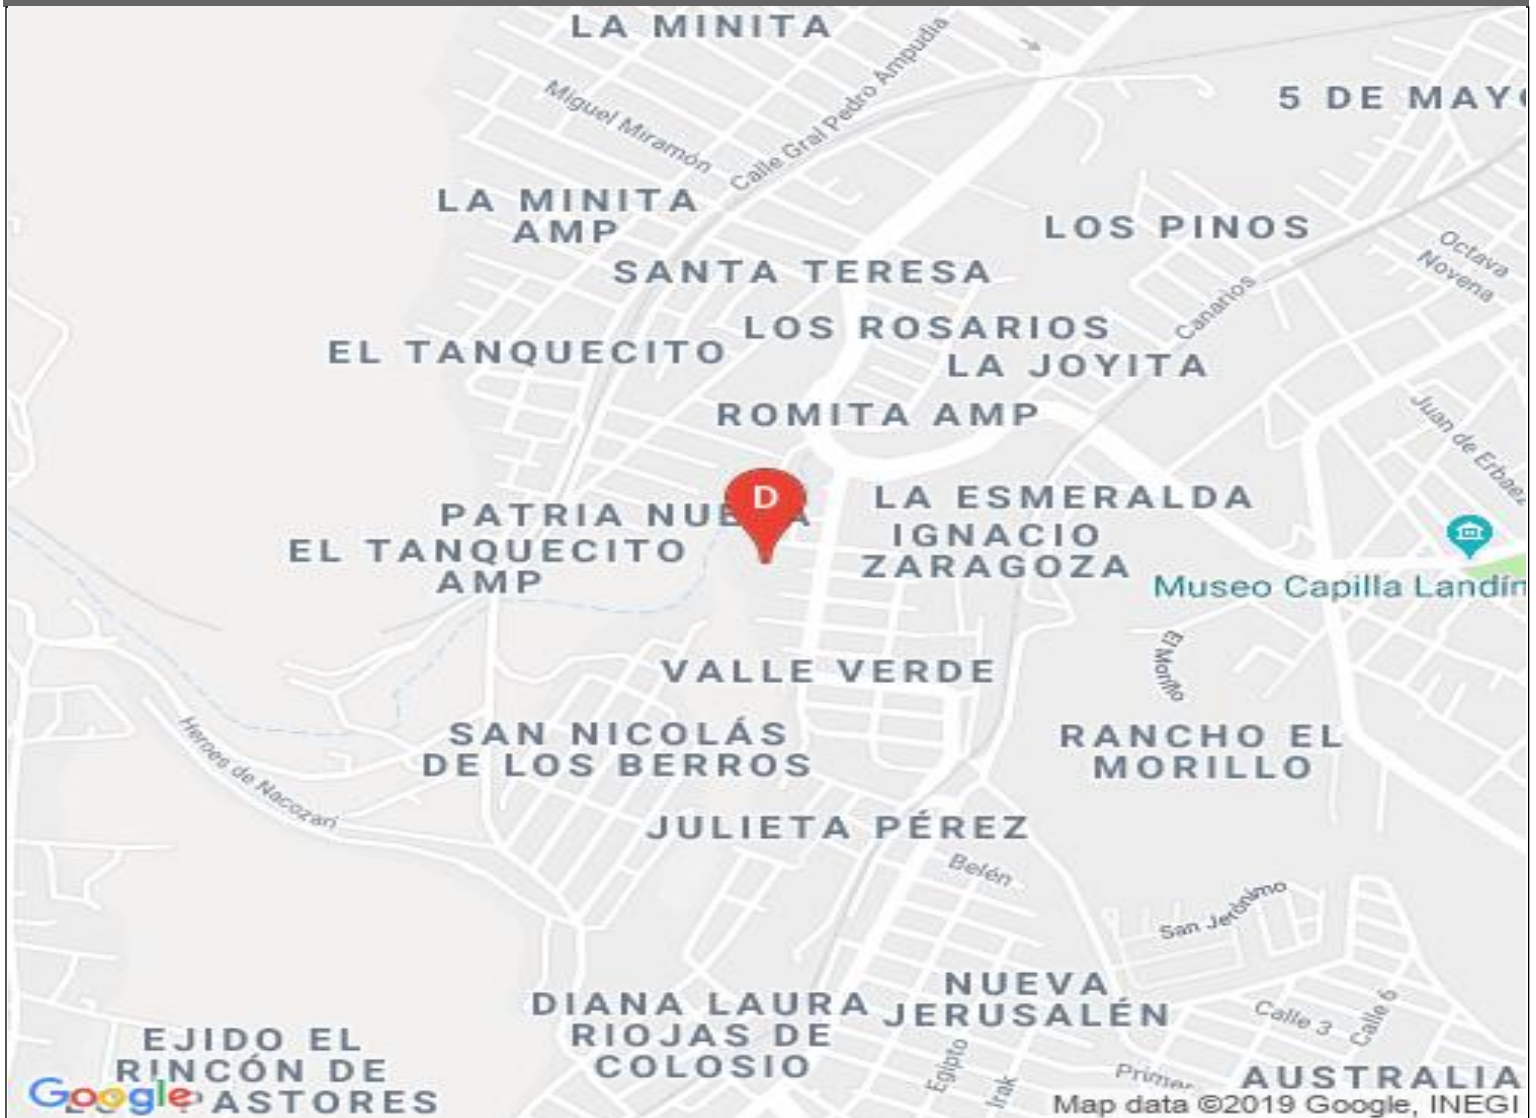 LA MINITA
Miguel Miramón
Calle Gral Pedro Ampudia
5 DE MAY
LA MINITA
AMP
LOS PINOS
Octava
Novena
SANTA TERESA
Canarios
LOS ROSARIOS
EL TANQUECITO
LA JOYITA
ROMITA AMP
Juan de Erbaez
D
PATRIA NUE A
LA ESMERALDA
EL TANQUECITO
AMP
IGNACIO
ZARAGOZA
Museo Capilla Landín
El Morillo
VALLE VERDE
Heroes de Nacozari
SAN NICOLÁS
DE LOS BERROS
RANCHO EL
MORILLO
JULIETA PÉREZ
Belén
San Jerónimo
NUEVA
JERUSALÉN
DIANA LAURA
RIOJAS DE
COLOSIO
Calle 3
Calle 6
EJIDO EL
RINCÓN DE
PASTORES
Egipto
Irak
Primer
AUSTRALIA
Google
Map data ©2019 Google, INEGI